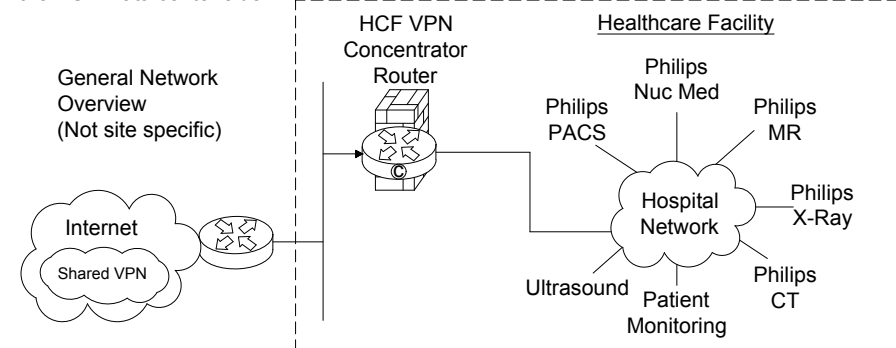 HCF VPN
Concentrator
Router
Healthcare Facility
General Network
Overview
(Not site specific)
Philips
Nuc Med
Philips
PACS
Philips
MR
C
Hospital
Network
Philips
X-Ray
Internet
Shared VPN
Ultrasound
Patient
Monitoring
Philips
CT